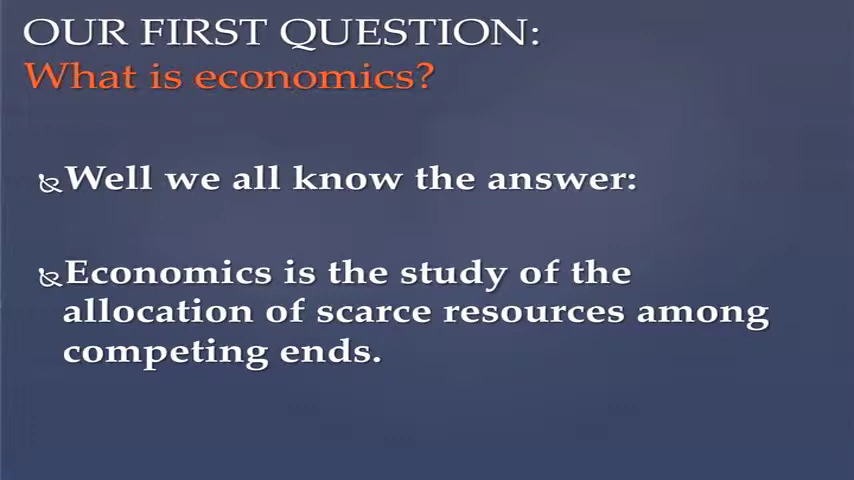 OUR FIRST QUESTION:
What is economics?
Well we all know the answer:
Economics is the study of the
allocation of scarce resources among
competing ends.